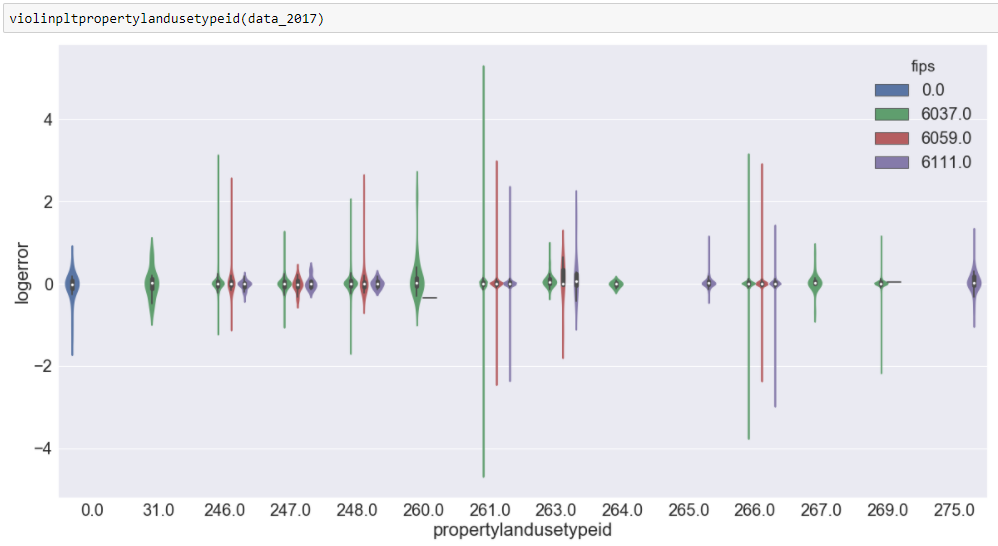 violinpltpropertylandusetypeid(data_2017)
fips
0.0
6037.0
6059.0
6111.0
4
2
0
−2
−4
logerror
0.0 31.0 246.0 247.0 248.0 260.0 261.0 263.0 264.0 265.0 266.0 267.0 269.0 275.0
propertylandusetypeid